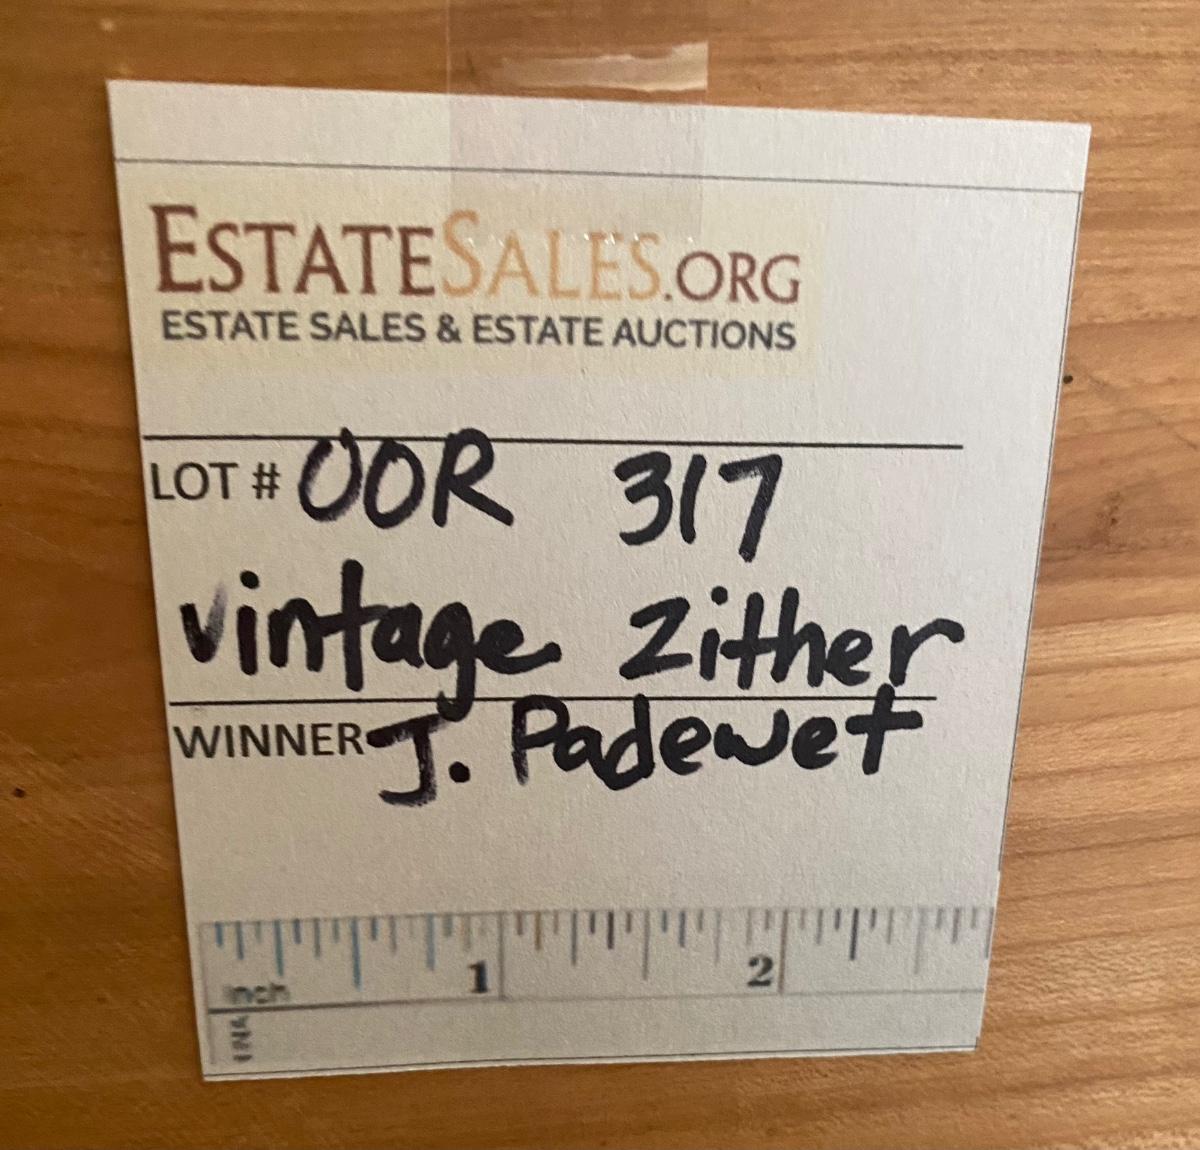 ESTATESALES.ORG
ESTATE SALES & ESTATE AUCTIONS
LOT # OOR 317
vintage zither
WINNER J. Padewet
1 2
inch